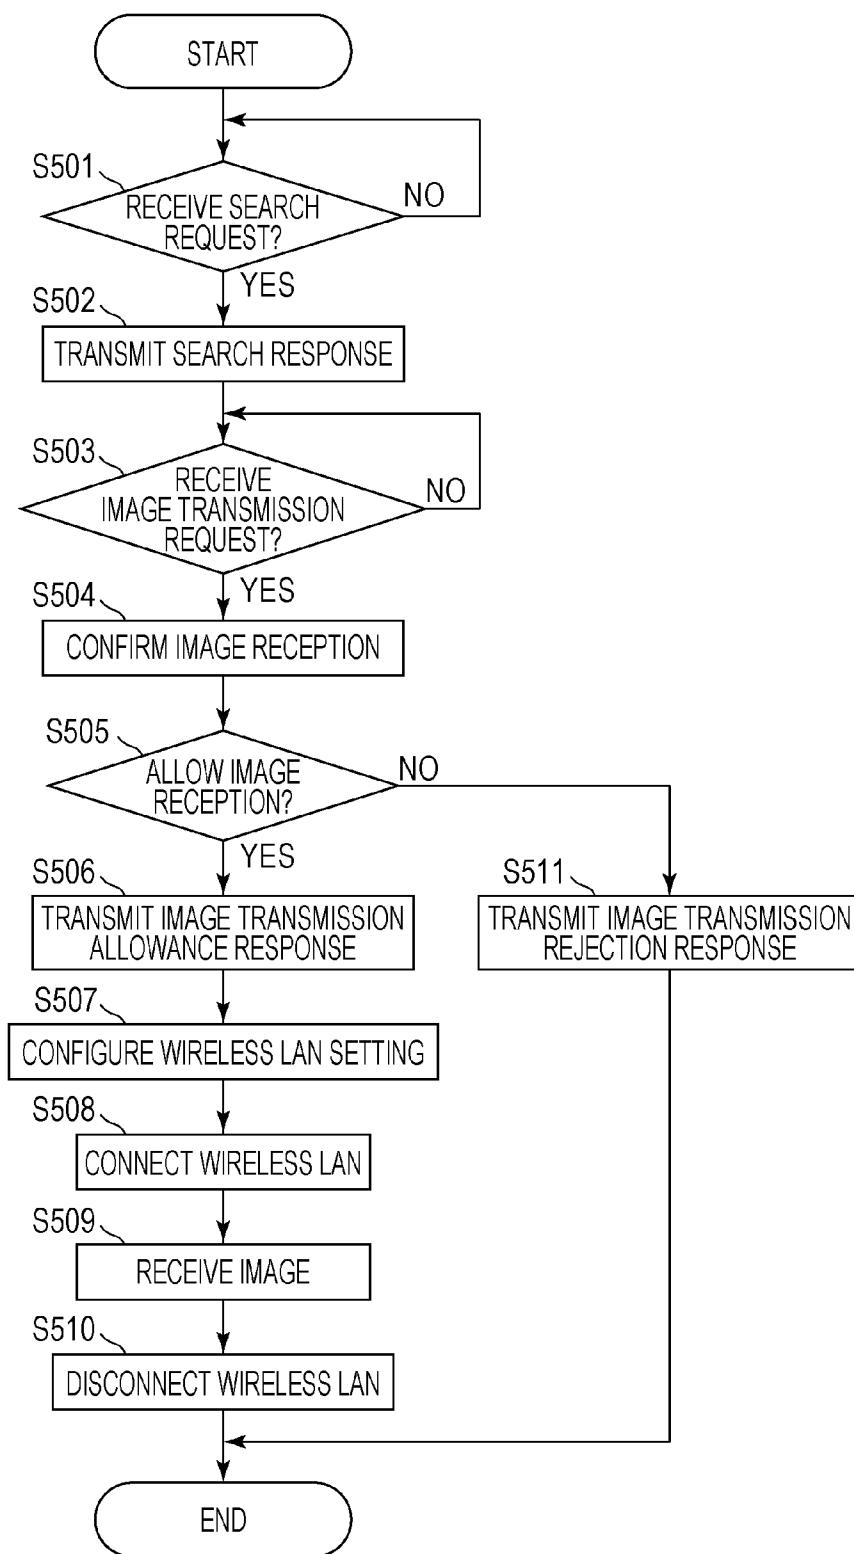 START
S501
RECEIVE SEARCH
REQUEST?
NO
YES
S502
TRANSMIT SEARCH RESPONSE
S503
RECEIVE
IMAGE TRANSMISSION
REQUEST?
NO
YES
S504
CONFIRM IMAGE RECEPTION
S505
ALLOW IMAGE
RECEPTION?
NO
YES
S506
TRANSMIT IMAGE TRANSMISSION
ALLOWANCE RESPONSE
S511
TRANSMIT IMAGE TRANSMISSION
REJECTION RESPONSE
S507
CONFIGURE WIRELESS LAN SETTING
S508
CONNECT WIRELESS LAN
S509
RECEIVE IMAGE
S510
DISCONNECT WIRELESS LAN
END